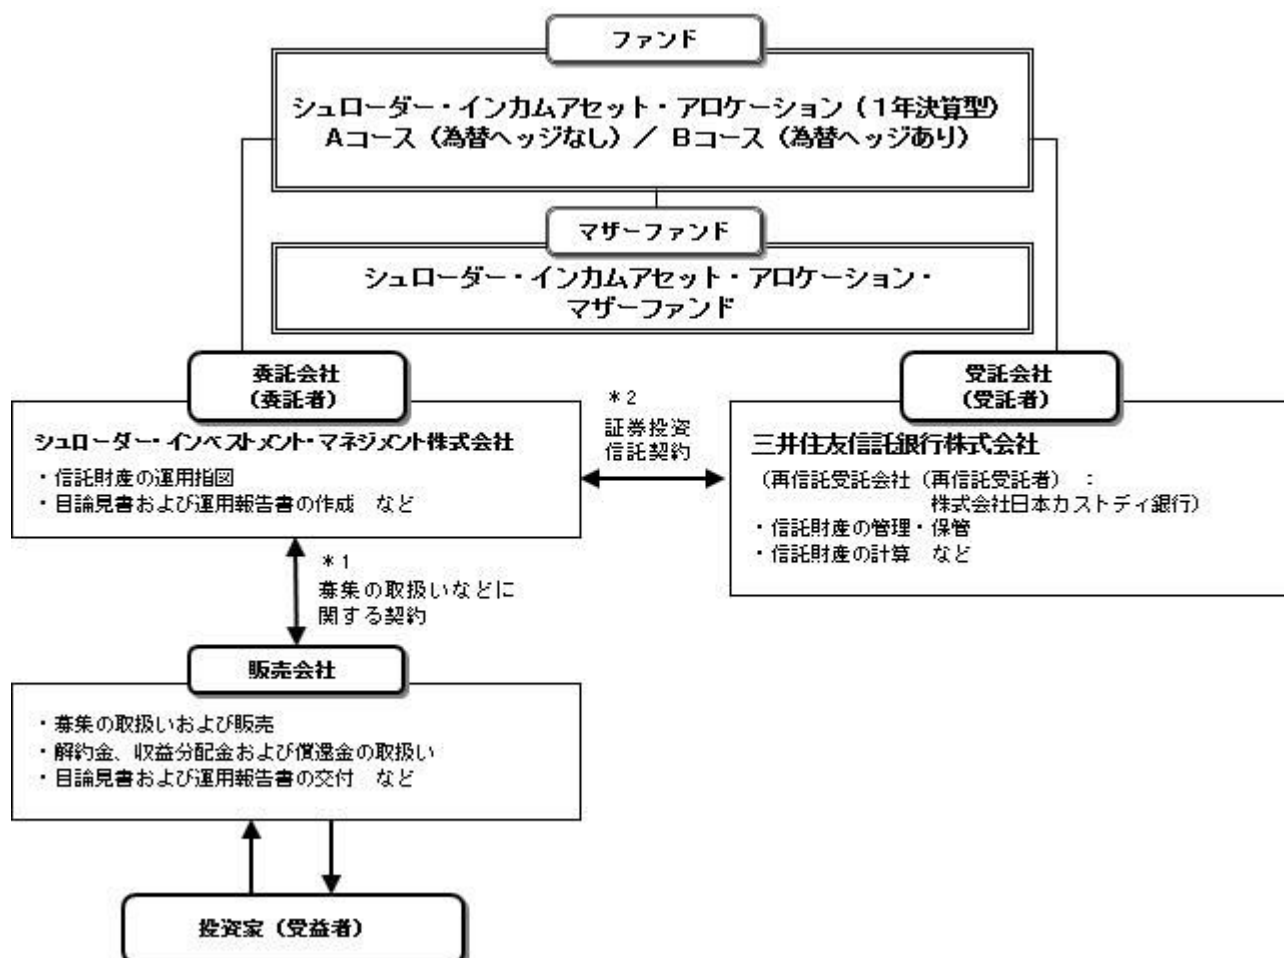 ファンド
シュローダー・インカムアセット・アロケーション（１年決算型）
Aコース（為替ヘッジなし）／ Bコース（為替ヘッジあり）
マザーファンド
シュローダー・インカムアセット・アロケーション・
マザーファンド
委託会社
（委託者）
シュローダー・インベストメント・マネジメント株式会社
・信託財産の運用指図
・目論見書および運用報告書の作成　など
＊２
証券投資
信託契約
受託会社
（受託者）
三井住友信託銀行株式会社
（再信託受託会社（再信託受託者）　：
株式会社日本カストディ銀行）
・信託財産の管理・保管
・信託財産の計算　など
＊１
募集の取扱いなどに
関する契約
販売会社
・募集の取扱いおよび販売
・解約金、収益分配金および償還金の取扱い
・目論見書および運用報告書の交付　など
投資家（受益者）